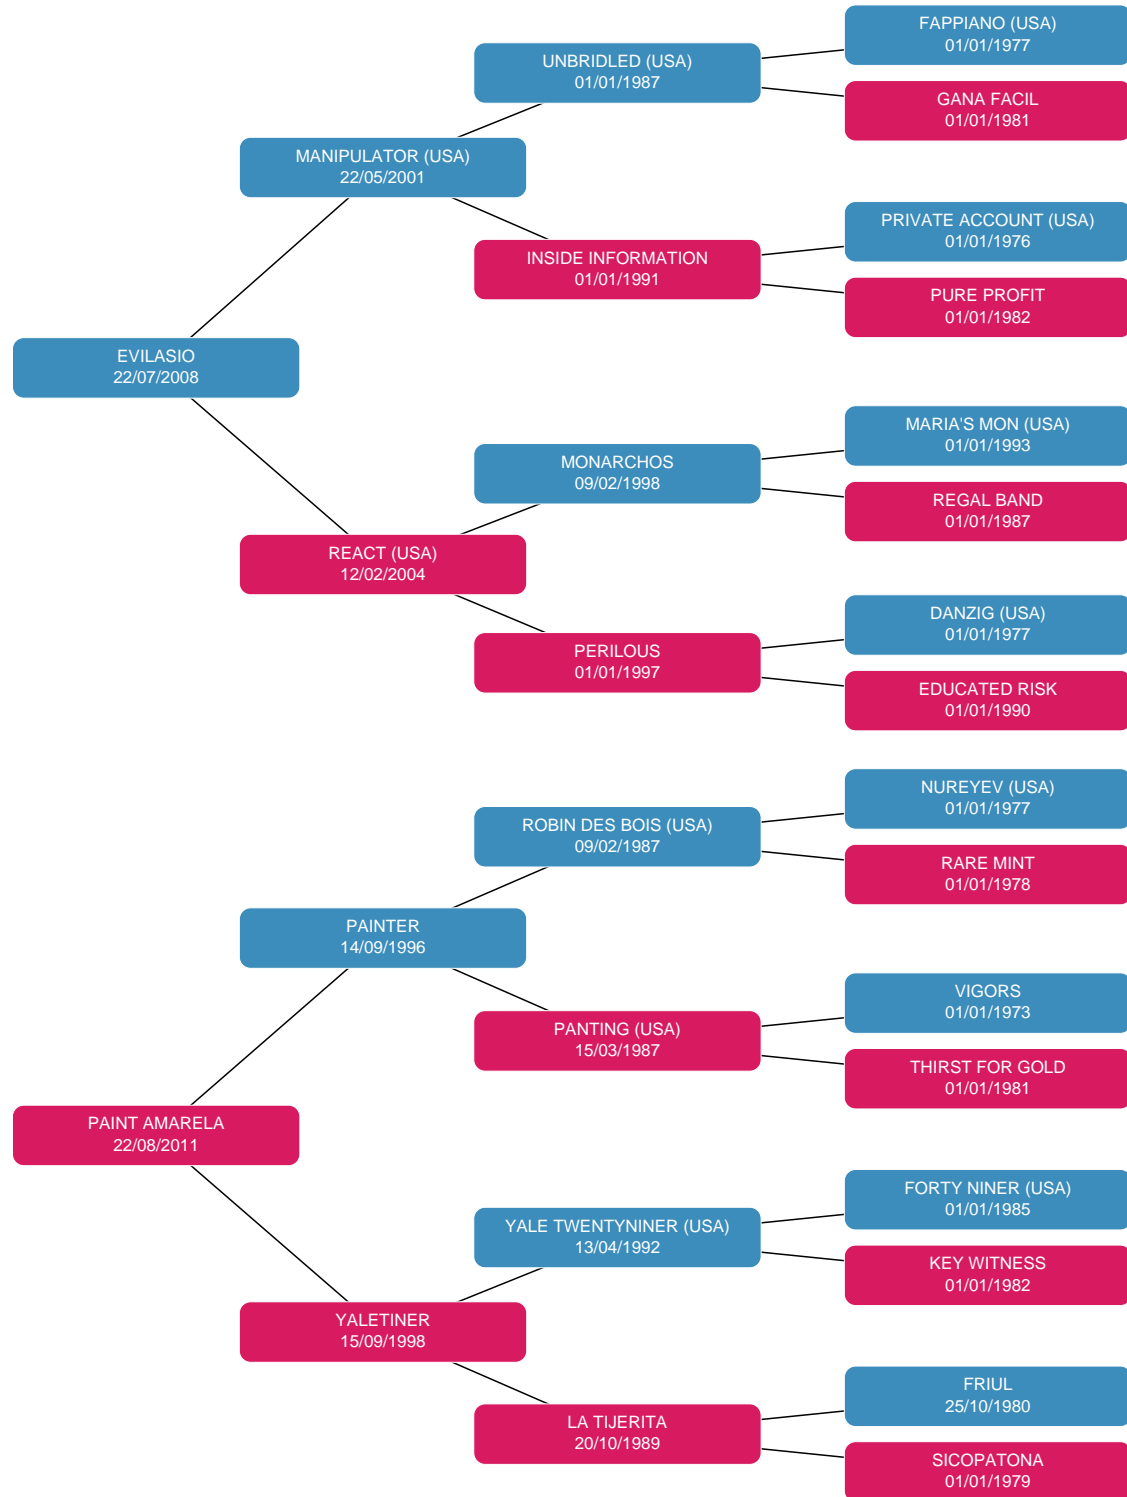 FAPPIANO (USA)
01/01/1977
UNBRIDLED (USA)
01/01/1987
GANA FACIL
01/01/1981
MANIPULATOR (USA)
22/05/2001
PRIVATE ACCOUNT (USA)
01/01/1976
INSIDE INFORMATION
01/01/1991
PURE PROFIT
01/01/1982
EVILASIO
22/07/2008
MARIA'S MON (USA)
01/01/1993
MONARCHOS
09/02/1998
REGAL BAND
01/01/1987
REACT (USA)
12/02/2004
DANZIG (USA)
01/01/1977
PERILOUS
01/01/1997
EDUCATED RISK
01/01/1990
NUREYEV (USA)
01/01/1977
ROBIN DES BOIS (USA)
09/02/1987
RARE MINT
01/01/1978
PAINTER
14/09/1996
VIGORS
01/01/1973
PANTING (USA)
15/03/1987
THIRST FOR GOLD
01/01/1981
PAINT AMARELA
22/08/2011
FORTY NINER (USA)
01/01/1985
YALE TWENTYNINER (USA)
13/04/1992
KEY WITNESS
01/01/1982
YALETINER
15/09/1998
FRIUL
25/10/1980
LA TIJERITA
20/10/1989
SICOPATONA
01/01/1979